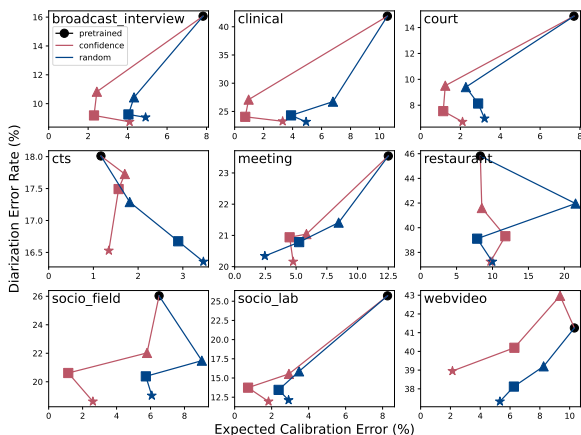 broadcast_interview
clinical
court
pretrained
confidence
random
16
14
12
10
0 2 4 6 8
40
35
30
25
0 2 4 6 8 10
16
14
12
10
8
0 2 4 6 8
cts
meeting
restaurant
18.0
17.5
17.0
16.5
0 1 2 3
23
22
21
20
0.0 2.5 5.0 7.5 10.0 12.5
46
44
42
40
38
0 5 10 15 20
socio_field
socio_lab
webvideo
26
24
22
20
0 2 4 6 8
25.0
22.5
20.0
17.5
15.0
12.5
0 2 4 6 8
43
42
41
40
39
38
0 2 4 6 8 10
Diarization Error Rate (%)
Expected Calibration Error (%)